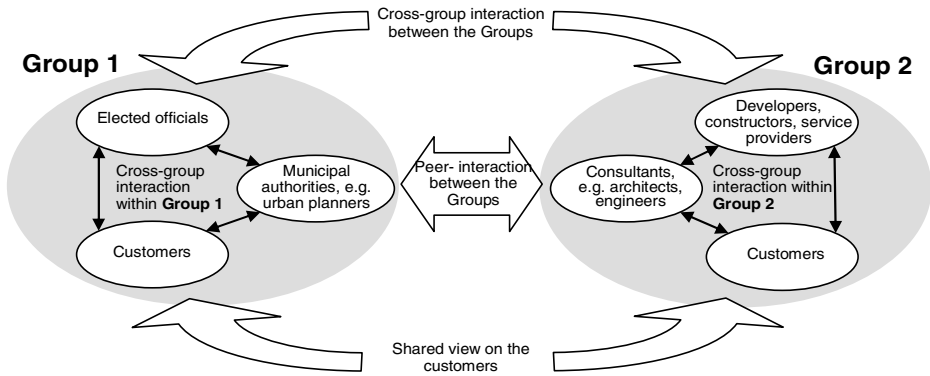 Cross-group interaction
between the Groups
Group 1
Group 2
Elected officials
Cross-group
interaction
within Group 1
Municipal
authorities, e.g.
urban planners
Customers
Peer- interaction
between the
Groups
Developers,
constructors, service
providers
Consultants,
e.g. architects,
engineers
Cross-group
interaction within
Group 2
Customers
Shared view on the
customers